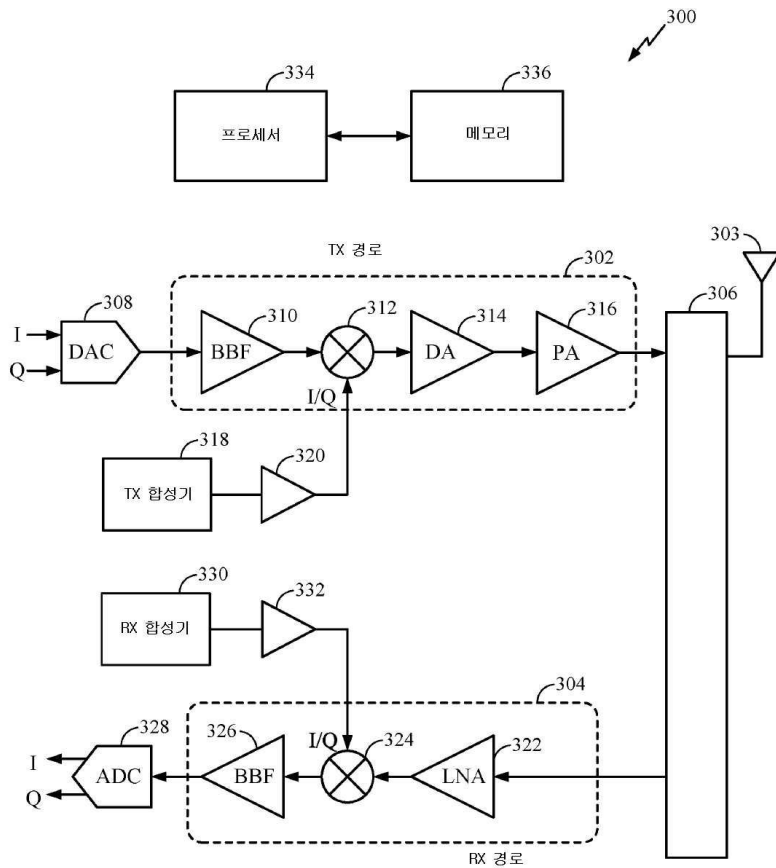 300
334
336
프로세서
메모리
TX 경로
303
302
306
308
310
312
314
316
I
Q
DAC
BBF
DA
PA
I/Q
318
320
TX 합성기
330
332
RX 합성기
304
328
326
I/Q
324
322
I
Q
ADC
BBF
LNA
RX 경로